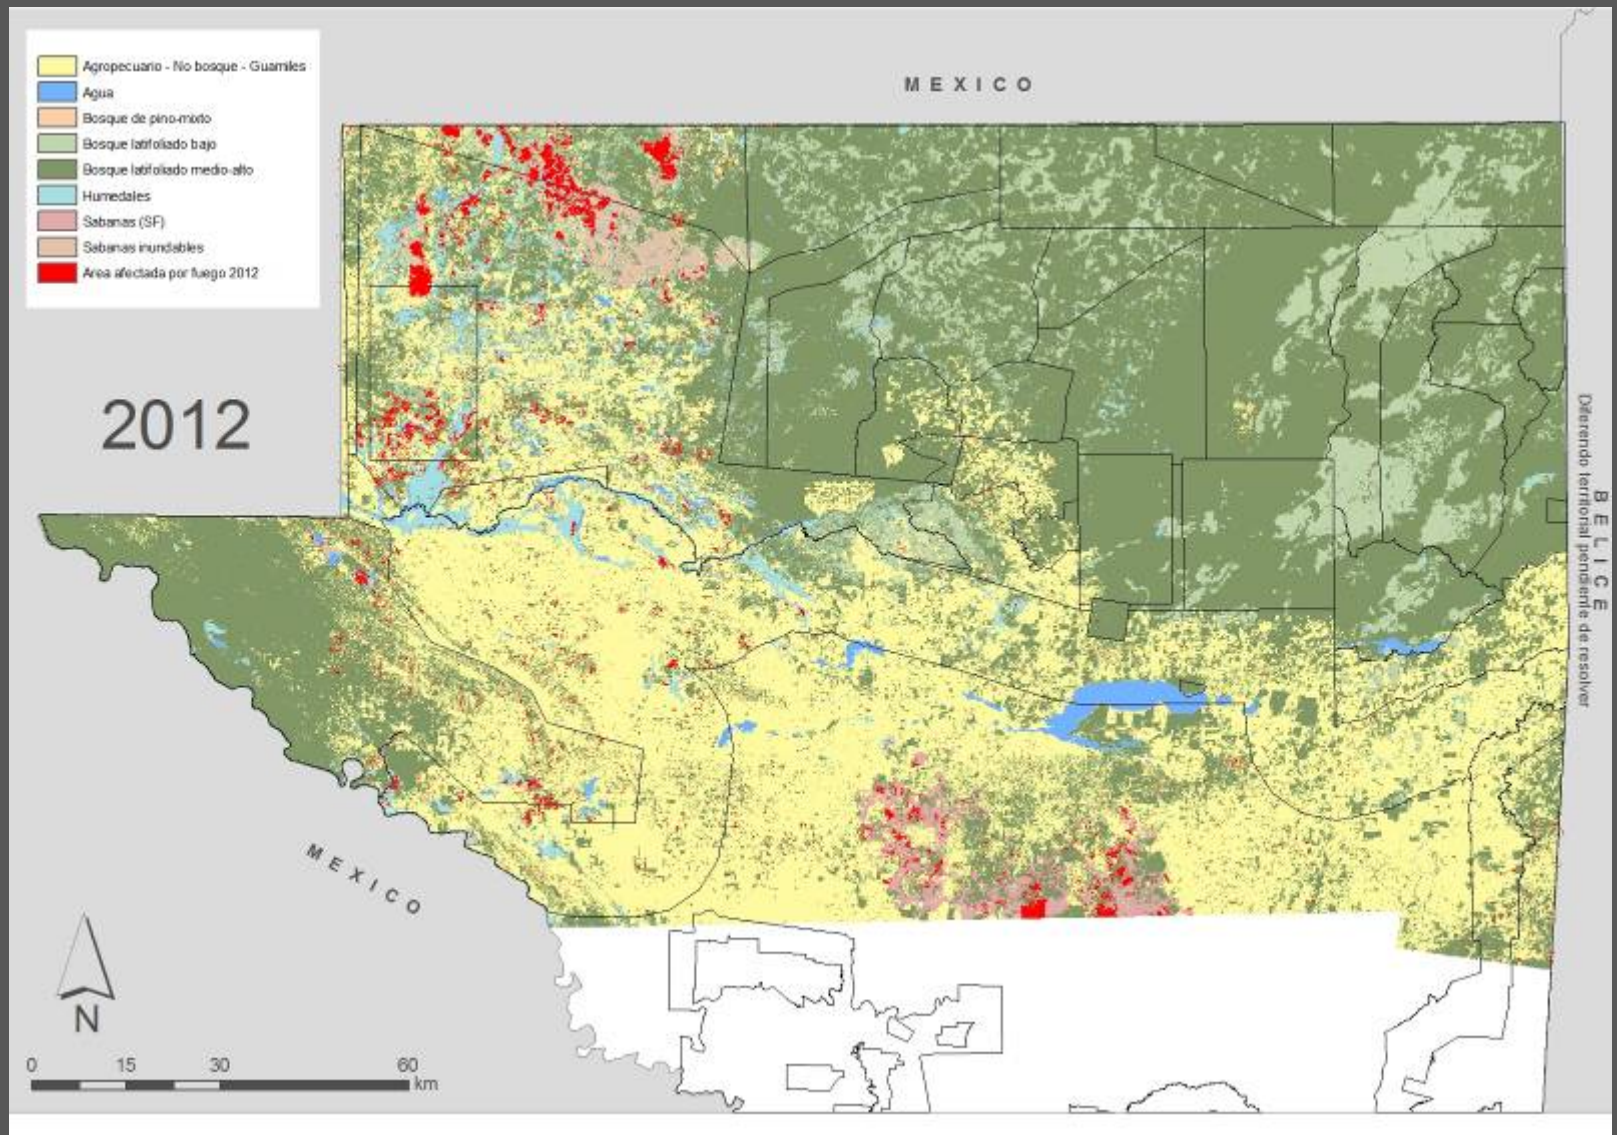 Agropecuario - No bosque - Guamiles
Agua
Bosque de pino-mixto
Bosque latifoliado bajo
Bosque latifoliado medio-alto
Humedales
Sabanas (SF)
Sabanas inundables
Area afectada por fuego 2012
MEXICO
2012
BELICE
Diferendo territorial pendiente de resolver
MEXICO
N
0 15 30 60
km